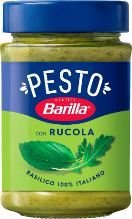 PESTO
Barilla
con RUCOLA
BASILICO 100% ITALIANO